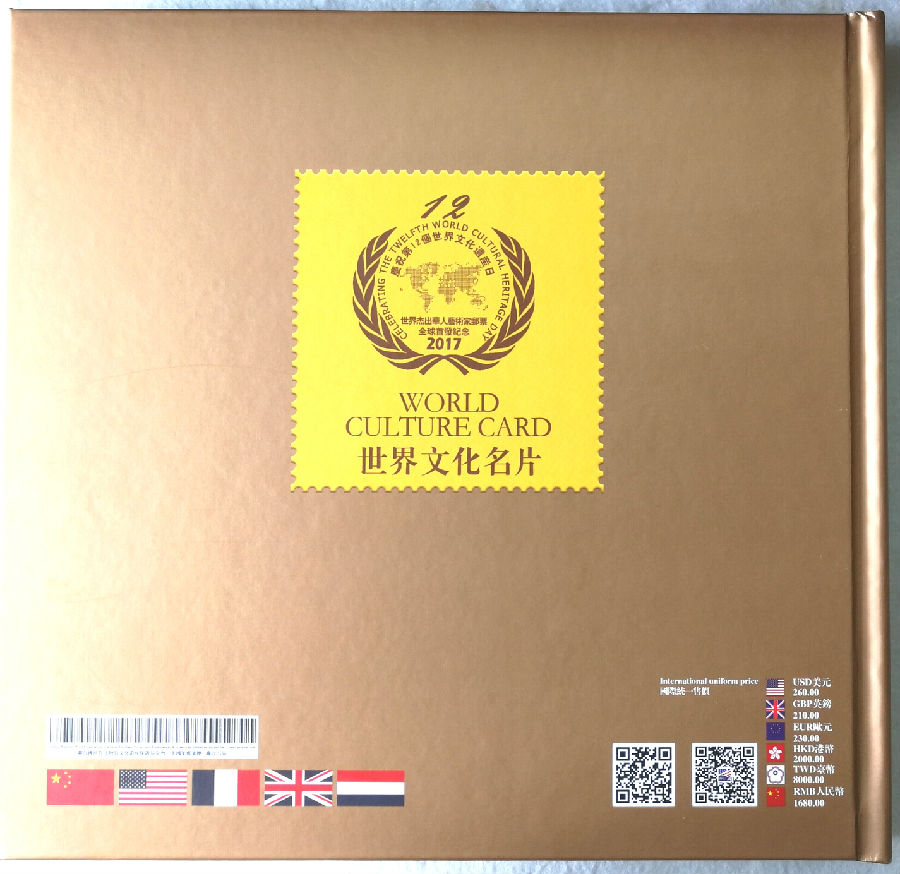 12
CELEBRATING THE TWELFTH WORLD CULTURAL HERITAGE DAY
慶祝第12個世界文化遺産日
世界杰出華人藝術家郵票
全球首發紀念
2017
WORLD
CULTURE CARD
世界文化名片
International uniform price
國際統一售價
USD美元
260.00
GBP英鎊
210.00
EUR歐元
230.00
HKD港幣
2000.00
TWD臺幣
8000.00
RMB人民幣
1680.00